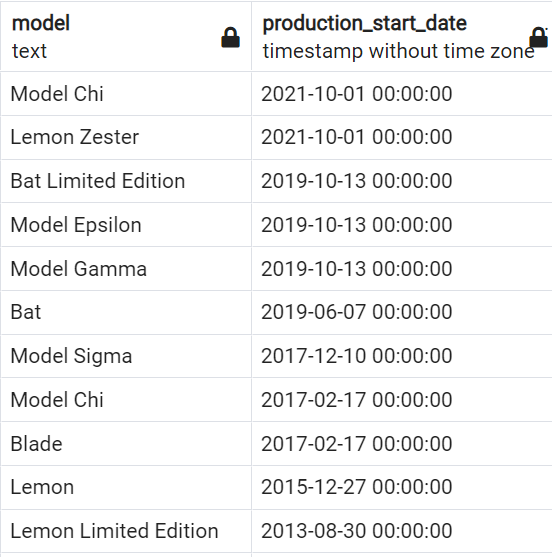 model production_start_date
text timestamp without time zone
Model Chi 2021-10-01 00:00:00
Lemon Zester 2021-10-01 00:00:00
Bat Limited Edition 2019-10-13 00:00:00
Model Epsilon 2019-10-13 00:00:00
Model Gamma 2019-10-13 00:00:00
Bat 2019-06-07 00:00:00
Model Sigma 2017-12-10 00:00:00
Model Chi 2017-02-17 00:00:00
Blade 2017-02-17 00:00:00
Lemon 2015-12-27 00:00:00
Lemon Limited Edition 2013-08-30 00:00:00